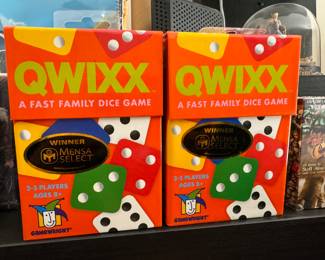 QWIXX
A FAST FAMILY DICE GAME
WINNER
MENSA
SELECT
2-5 PLAYERS
AGES 8+
GAMEWRIGHT
QWIXX
A FAST FAMILY DICE GAME
WINNER
MENSA
SELECT
2-5 PLAYERS
AGES 8+
GAMEWRIGHT